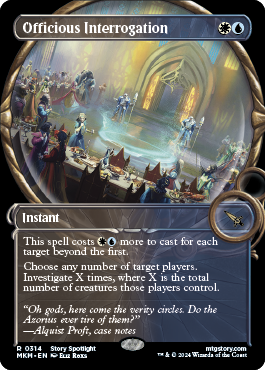 Officious Interrogation
Instant
This spell costs more to cast for each
target beyond the first.
Choose any number of target players.
Investigate X times, where X is the total
number of creatures those players control.
“Oh gods, here come the verity circles. Do the
Azorius ever tire of them?”
—Alquist Proft, case notes
R 0314 Story Spotlight mtgstory.com
MKM • EN Euz Rexs ™ & © 2024 Wizards of the Coast